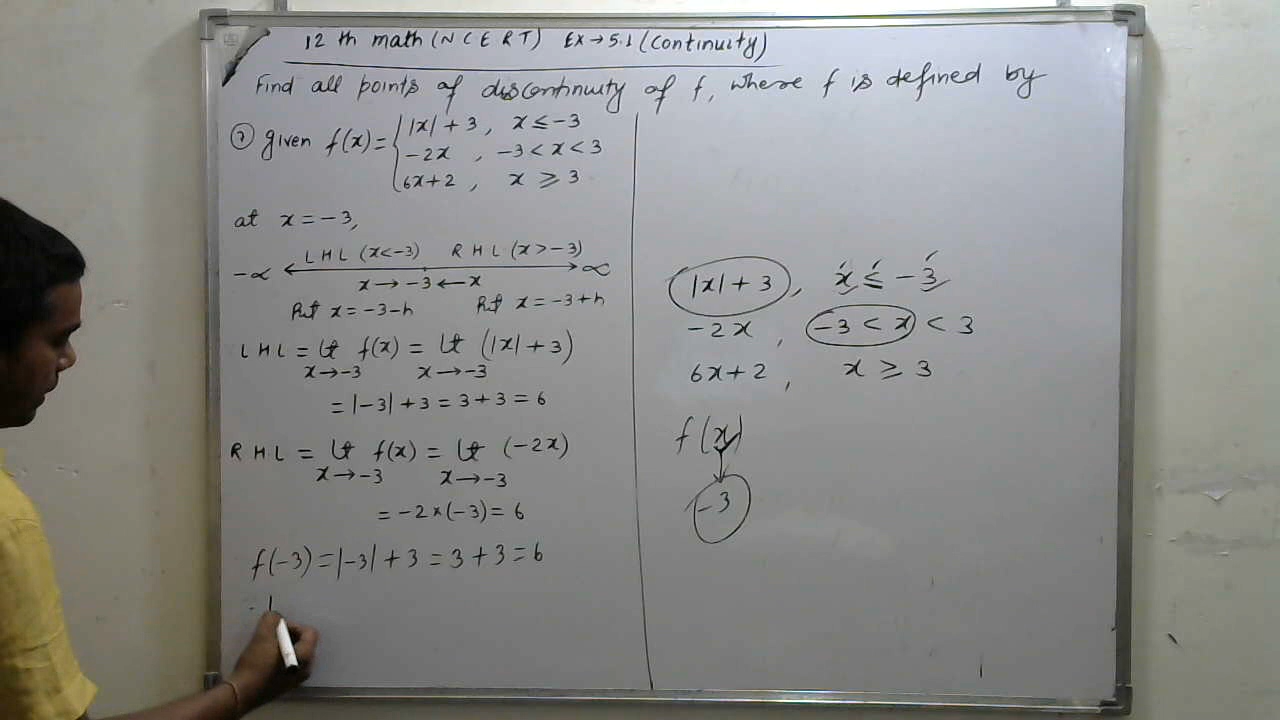 12 th math (NCERT) EX→5.1 (Continuity)
Find all points of discontinuity of f, where f is defined by
⑦ given f(x)= { |x| + 3 , x ≤ -3
-2x , -3 < x < 3
6x+2 , x ≥ 3
at x = -3,
LHL (x<-3) RHL (x>-3)
-∝ ←→ ∝
x → -3 ← x
Put x = -3-h Put x = -3+h
LHL = Lt f(x) = Lt (|x| + 3)
x→-3 x→-3
= |-3| + 3 = 3 + 3 = 6
RHL = Lt f(x) = Lt (-2x)
x→-3 x→-3
= -2×(-3) = 6
f(-3) = |-3| + 3 = 3 + 3 = 6
|x| + 3 , x ≤ -3
-2x , -3 < x < 3
6x+2 , x ≥ 3
f(x)
-3